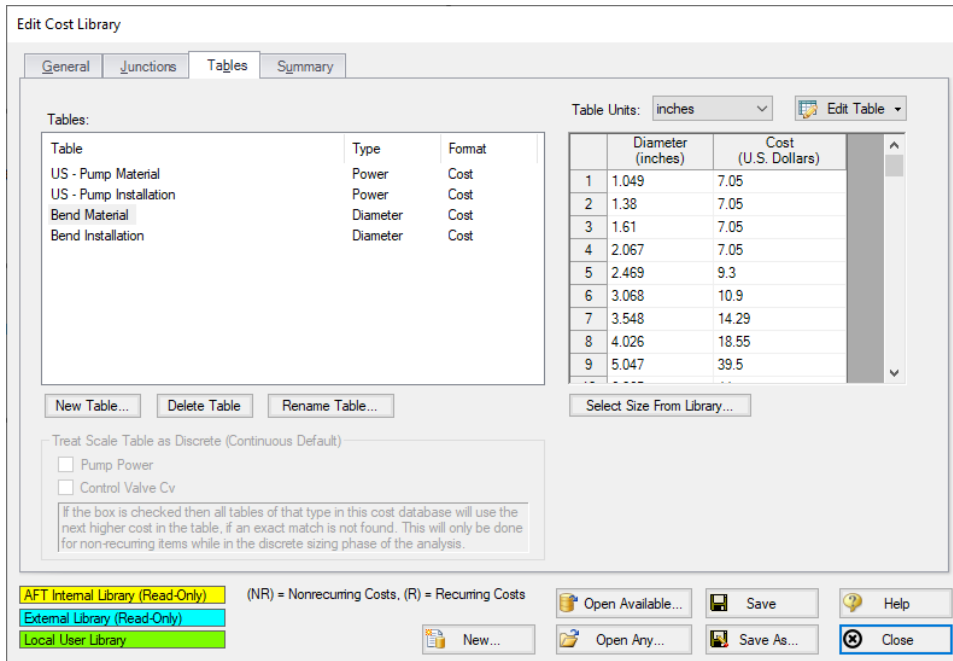 Edit Cost Library
General Junctions Tables Summary
Tables:
Table Type Format
US - Pump Material Power Cost
US - Pump Installation Power Cost
Bend Material Diameter Cost
Bend Installation Diameter Cost
New Table... Delete Table Rename Table...
Treat Scale Table as Discrete (Continuous Default)
Pump Power
Control Valve Cv
If the box is checked then all tables of that type in this cost database will use the
next higher cost in the table, if an exact match is not found. This will only be done
for non-recurring items while in the discrete sizing phase of the analysis.
Table Units: inches Edit Table
Diameter Cost
(inches) (U.S. Dollars)
1 1.049 7.05
2 1.38 7.05
3 1.61 7.05
4 2.067 7.05
5 2.469 9.3
6 3.068 10.9
7 3.548 14.29
8 4.026 18.55
9 5.047 39.5
Select Size From Library...
AFT Internal Library (Read-Only)
External Library (Read-Only)
Local User Library
(NR) = Nonrecurring Costs, (R) = Recurring Costs
Open Available... Save Help
New... Open Any... Save As... Close